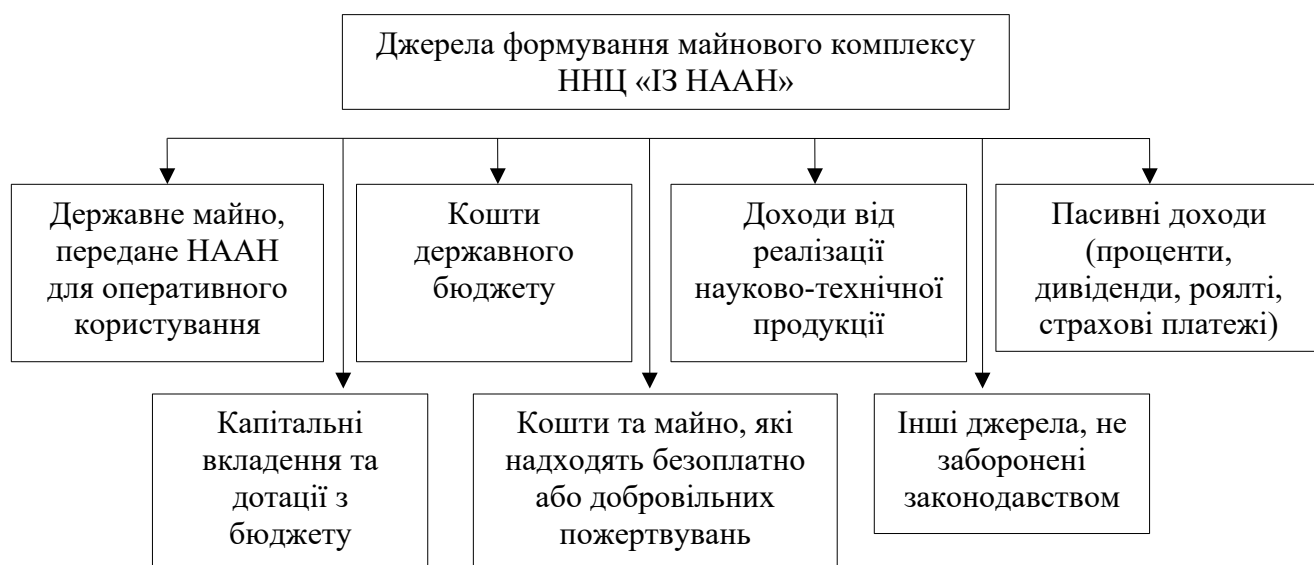 Джерела формування майнового комплексу
ННЦ «ІЗ НААН»
Державне майно,
передане НААН
для оперативного
користування
Кошти
державного
бюджету
Доходи від
реалізації
науково-технічної
продукції
Пасивні доходи
(проценти,
дивіденди, роялті,
страхові платежі)
Капітальні
вкладення та
дотації з
бюджету
Кошти та майно, які
надходять безоплатно
або добровільних
пожертвувань
Інші джерела, не
заборонені
законодавством